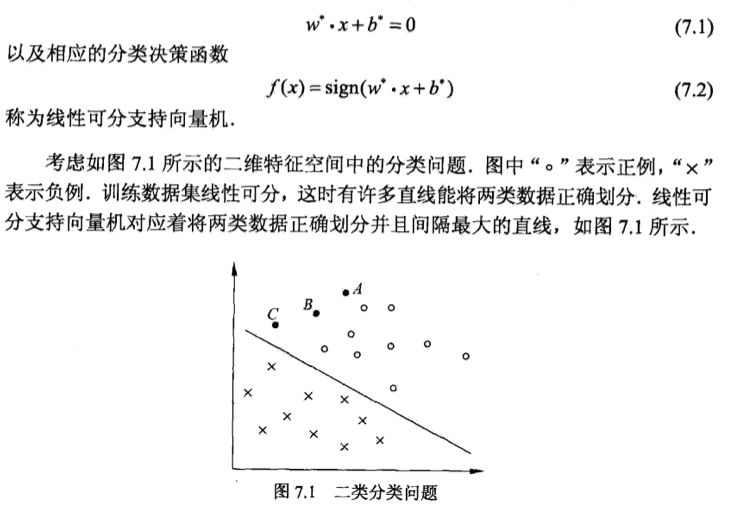 w* · x + b* = 0 (7.1)
以及相应的分类决策函数
f(x) = sign(w* · x + b*) (7.2)
称为线性可分支持向量机.
考虑如图 7.1 所示的二维特征空间中的分类问题. 图中“∘”表示正例, “×”
表示负例. 训练数据集线性可分, 这时有许多直线能将两类数据正确划分. 线性可
分支持向量机对应着将两类数据正确划分并且间隔最大的直线, 如图 7.1 所示.
A
B
C
图 7.1 二类分类问题